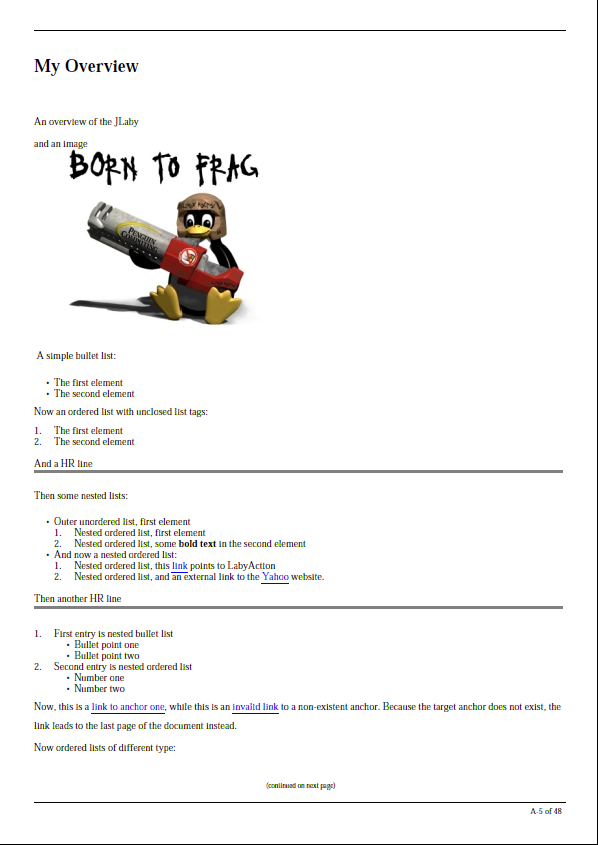 My Overview
An overview of the JLaby
and an image
BORN TO FRAG
PENGUIN
COMPUTING
A simple bullet list:
• The first element
• The second element
Now an ordered list with unclosed list tags:
1. The first element
2. The second element
And a HR line
Then some nested lists:
• Outer unordered list, first element
1. Nested ordered list, first element
2. Nested ordered list, some bold text in the second element
• And now a nested ordered list:
1. Nested ordered list, this link points to LabyAction
2. Nested ordered list, and an external link to the Yahoo website.
Then another HR line
1. First entry is nested bullet list
• Bullet point one
• Bullet point two
2. Second entry is nested ordered list
• Number one
• Number two
Now, this is a link to anchor one, while this is an invalid link to a non-existent anchor. Because the target anchor does not exist, the
link leads to the last page of the document instead.
Now ordered lists of different type:
(continued on next page)
A-5 of 48